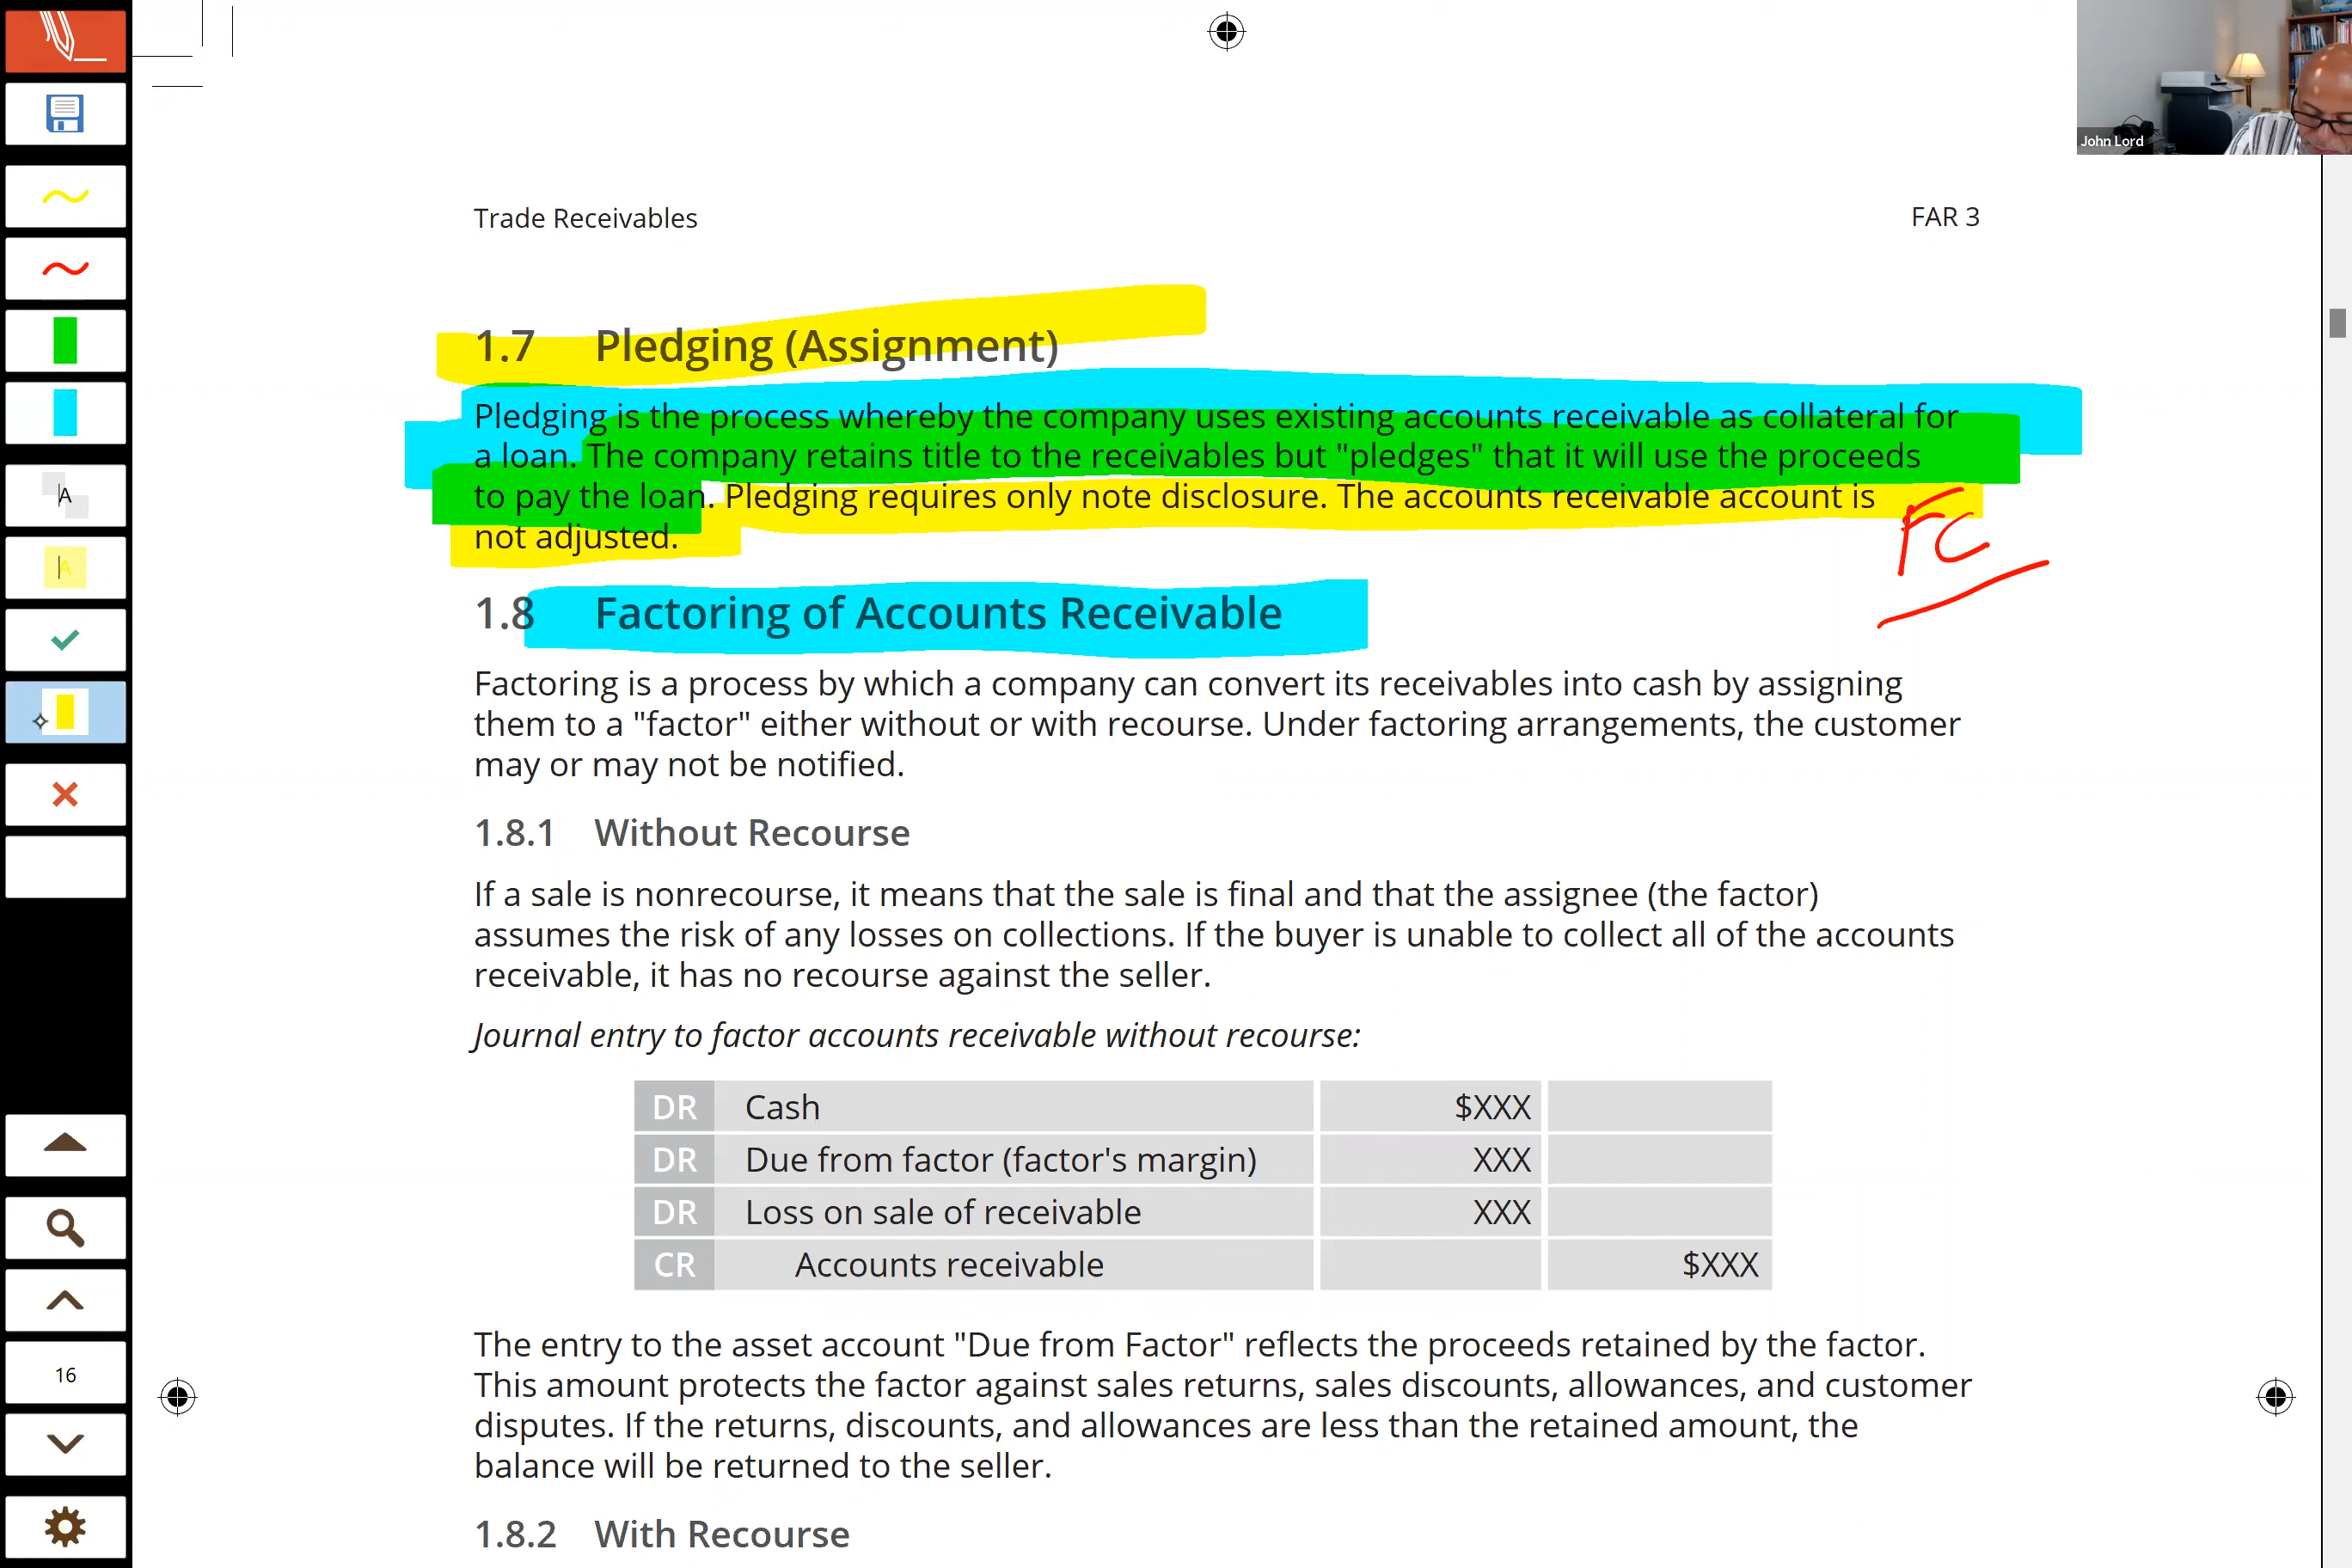 John Lord
Trade Receivables FAR 3
1.7 Pledging (Assignment)
Pledging is the process whereby the company uses existing accounts receivable as collateral for
a loan. The company retains title to the receivables but "pledges" that it will use the proceeds
to pay the loan. Pledging requires only note disclosure. The accounts receivable account is
not adjusted.
FC
1.8 Factoring of Accounts Receivable
Factoring is a process by which a company can convert its receivables into cash by assigning
them to a "factor" either without or with recourse. Under factoring arrangements, the customer
may or may not be notified.
1.8.1 Without Recourse
If a sale is nonrecourse, it means that the sale is final and that the assignee (the factor)
assumes the risk of any losses on collections. If the buyer is unable to collect all of the accounts
receivable, it has no recourse against the seller.
Journal entry to factor accounts receivable without recourse:
DR Cash $XXX
DR Due from factor (factor's margin) XXX
DR Loss on sale of receivable XXX
CR Accounts receivable $XXX
The entry to the asset account "Due from Factor" reflects the proceeds retained by the factor.
This amount protects the factor against sales returns, sales discounts, allowances, and customer
disputes. If the returns, discounts, and allowances are less than the retained amount, the
balance will be returned to the seller.
1.8.2 With Recourse
A
A
16